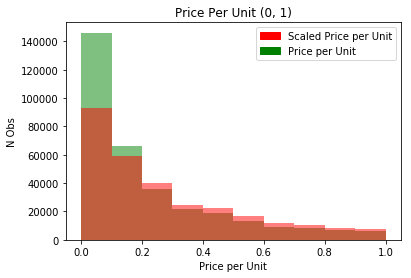 Price Per Unit (0, 1)
Scaled Price per Unit
Price per Unit
N Obs
140000
120000
100000
80000
60000
40000
20000
0
0.0 0.2 0.4 0.6 0.8 1.0
Price per Unit